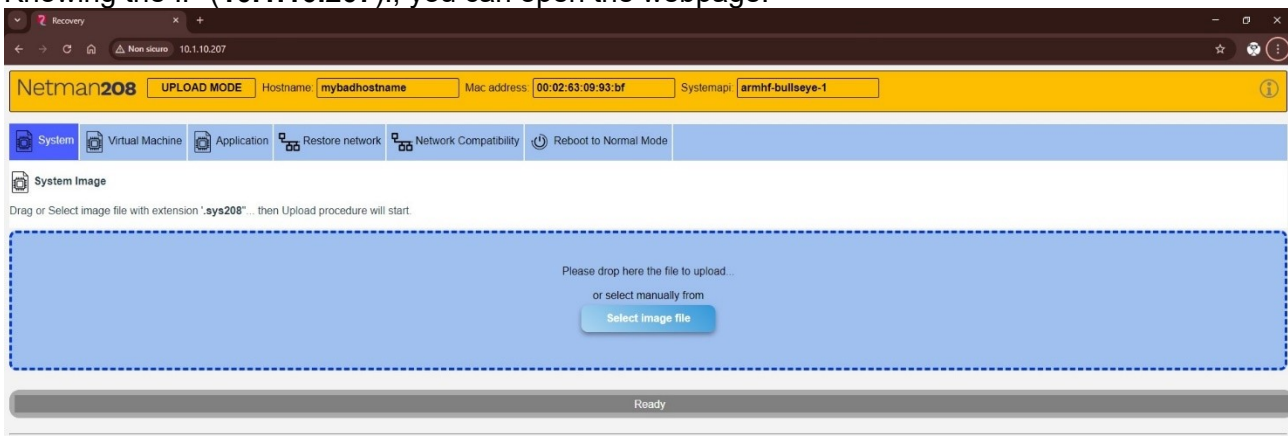 Knowing the IP (10.1.10.207)., you can open the webpage.
Recovery
Non sicuro 10.1.10.207
Netman208 UPLOAD MODE Hostname: mybadhostname Mac address: 00:02:63:09:93:bf Systemapi: armhf-bullseye-1
System Virtual Machine Application Restore network Network Compatibility Reboot to Normal Mode
System Image
Drag or Select image file with extension ".sys208"... then Upload procedure will start.
Please drop here the file to upload...
or select manually from
Select image file
Ready